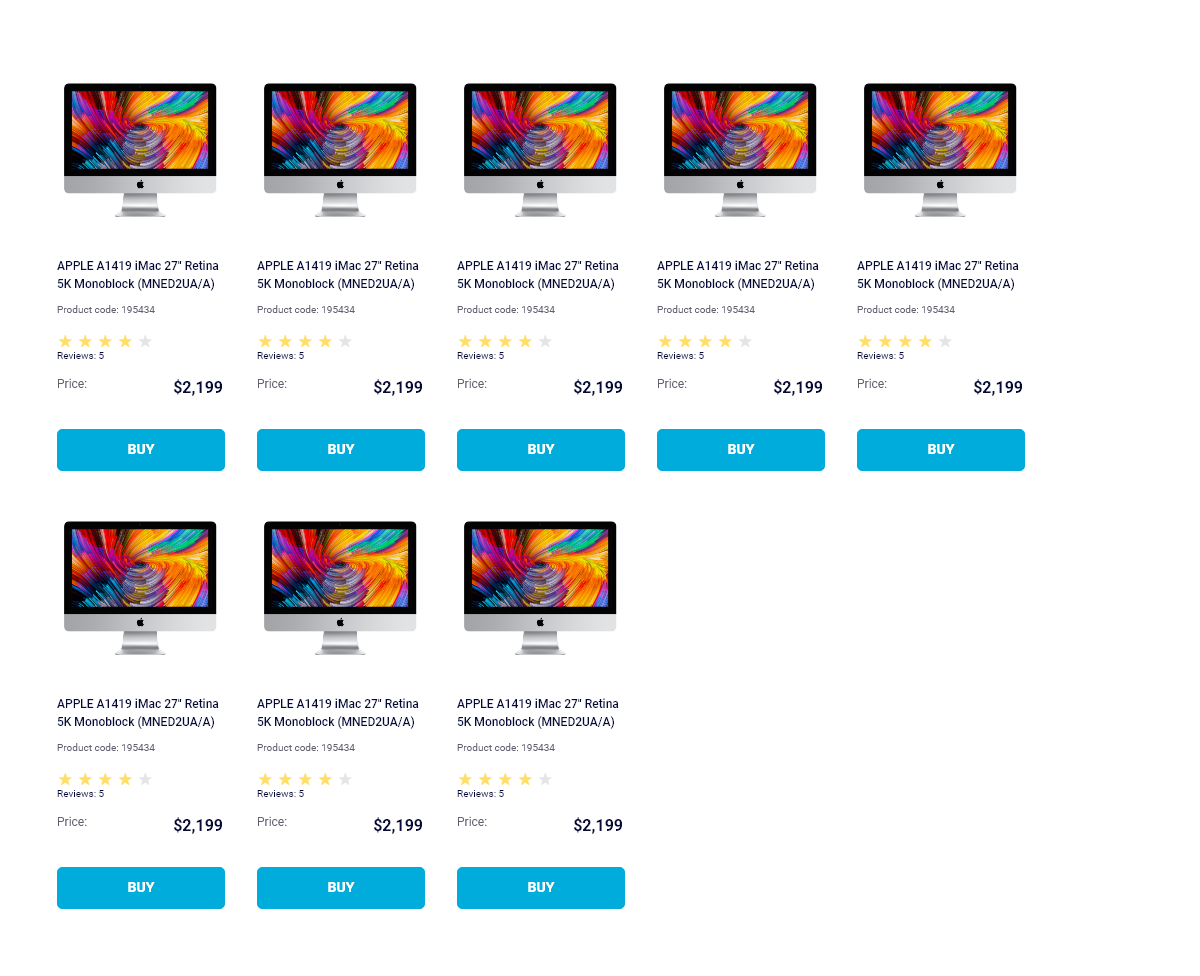 APPLE A1419 iMac 27" Retina
5K Monoblock (MNED2UA/A)
Product code: 195434
Reviews: 5
Price: $2,199
BUY
APPLE A1419 iMac 27" Retina
5K Monoblock (MNED2UA/A)
Product code: 195434
Reviews: 5
Price: $2,199
BUY
APPLE A1419 iMac 27" Retina
5K Monoblock (MNED2UA/A)
Product code: 195434
Reviews: 5
Price: $2,199
BUY
APPLE A1419 iMac 27" Retina
5K Monoblock (MNED2UA/A)
Product code: 195434
Reviews: 5
Price: $2,199
BUY
APPLE A1419 iMac 27" Retina
5K Monoblock (MNED2UA/A)
Product code: 195434
Reviews: 5
Price: $2,199
BUY
APPLE A1419 iMac 27" Retina
5K Monoblock (MNED2UA/A)
Product code: 195434
Reviews: 5
Price: $2,199
BUY
APPLE A1419 iMac 27" Retina
5K Monoblock (MNED2UA/A)
Product code: 195434
Reviews: 5
Price: $2,199
BUY
APPLE A1419 iMac 27" Retina
5K Monoblock (MNED2UA/A)
Product code: 195434
Reviews: 5
Price: $2,199
BUY